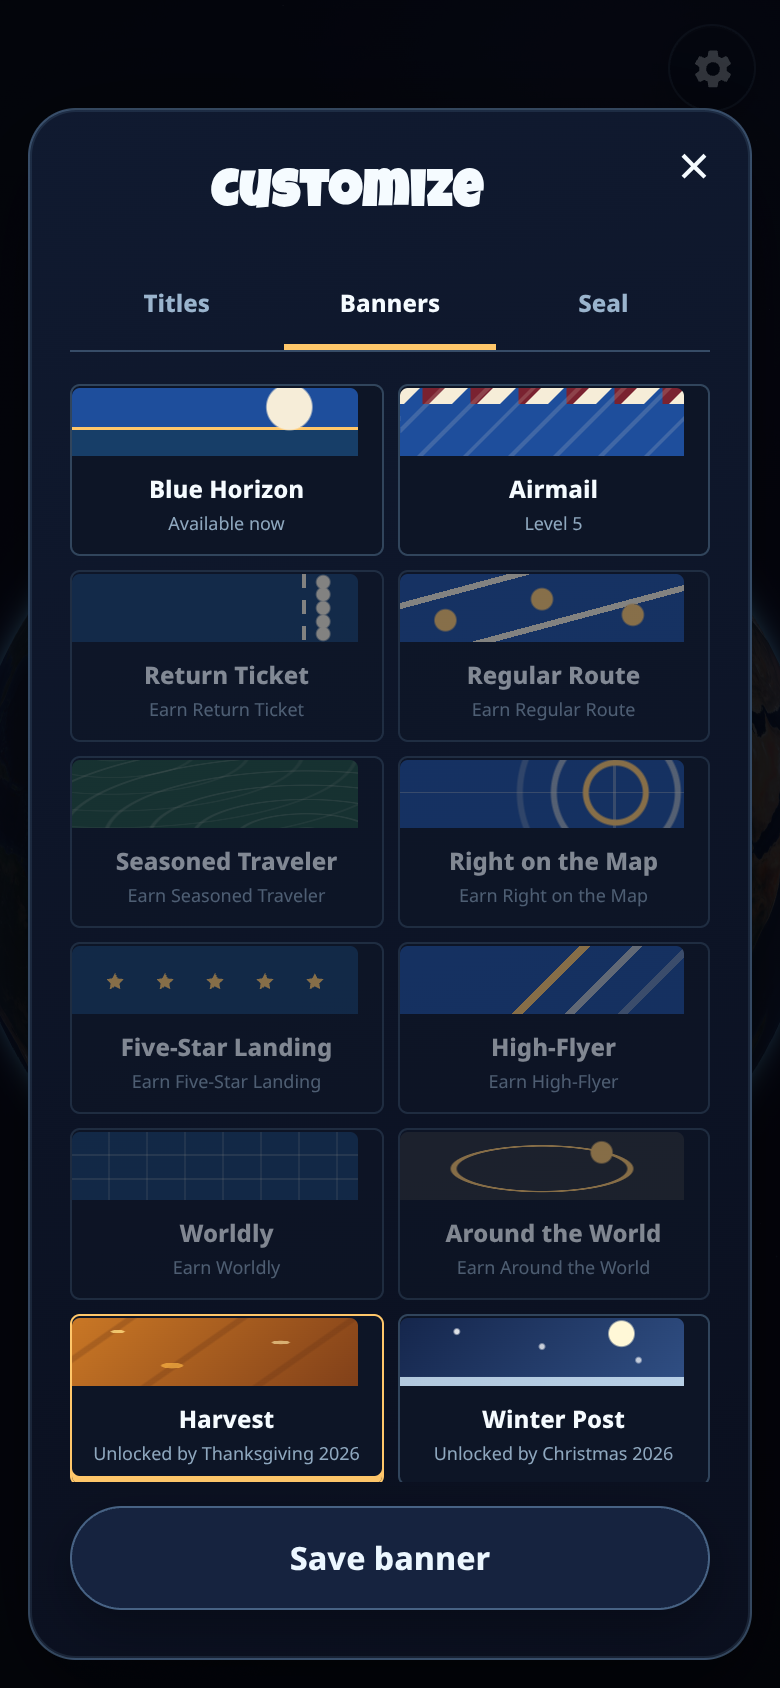 CUSTOMIZE
Titles
Banners
Seal
Blue Horizon
Available now
Airmail
Level 5
Return Ticket
Earn Return Ticket
Regular Route
Earn Regular Route
Seasoned Traveler
Earn Seasoned Traveler
Right on the Map
Earn Right on the Map
Five-Star Landing
Earn Five-Star Landing
High-Flyer
Earn High-Flyer
Worldly
Earn Worldly
Around the World
Earn Around the World
Harvest
Unlocked by Thanksgiving 2026
Winter Post
Unlocked by Christmas 2026
Save banner